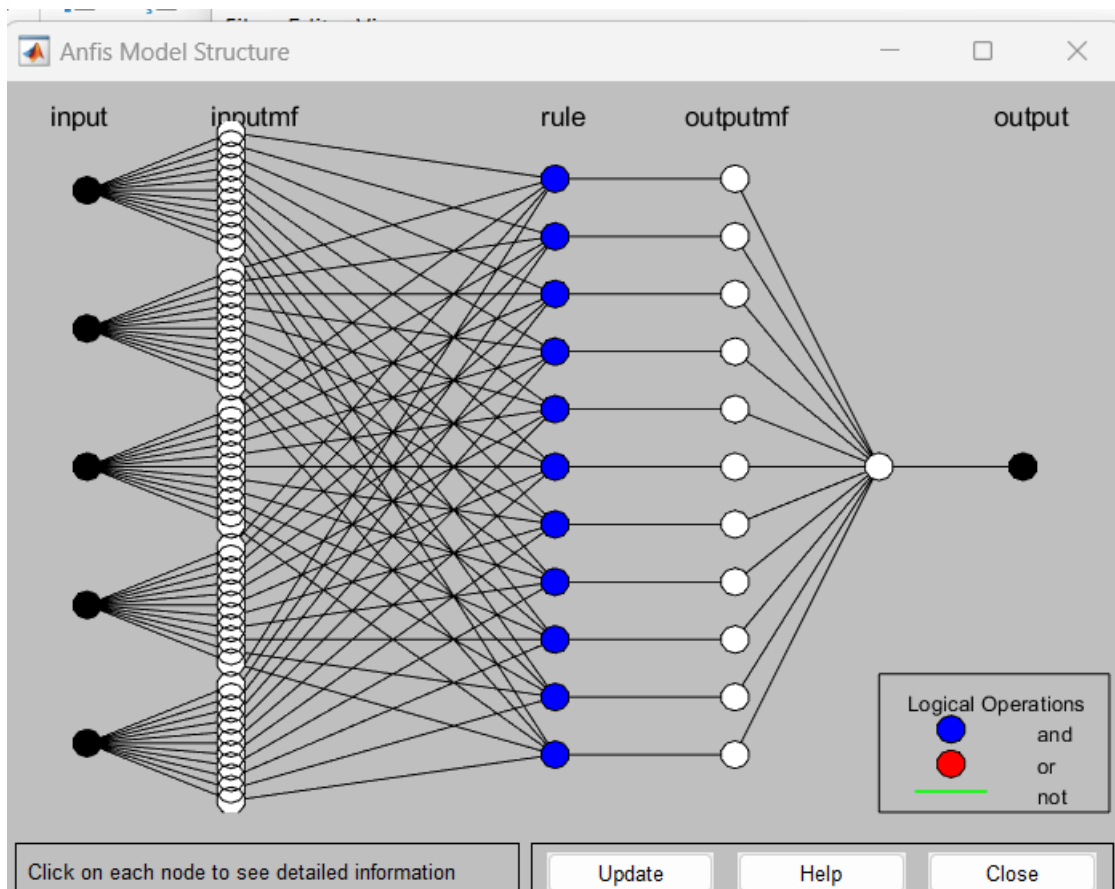 Anfis Model Structure
input inputmf rule outputmf output
Logical Operations
and
or
not
Click on each node to see detailed information
Update Help Close